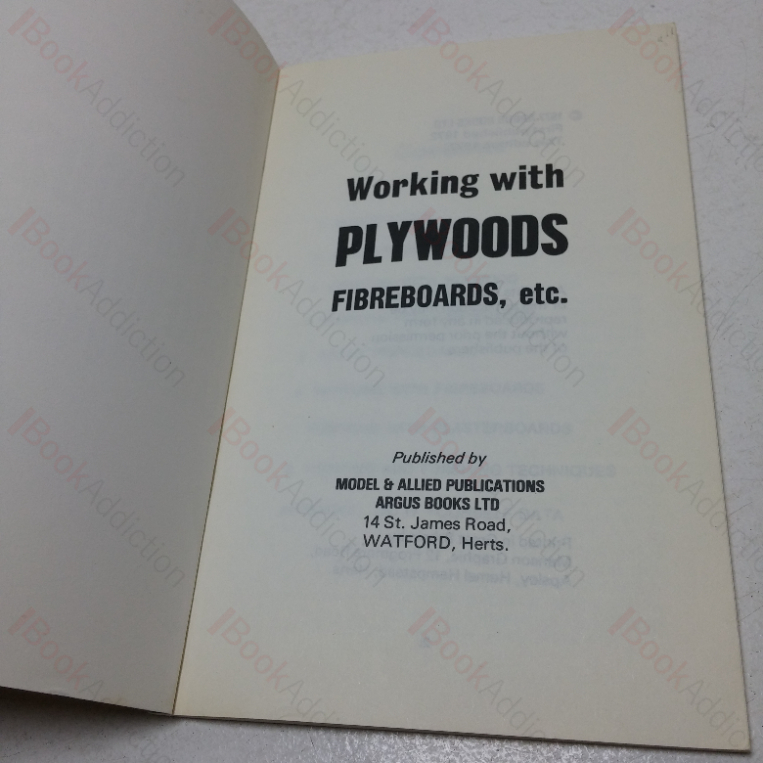 Working with
PLYWOODS
FIBREBOARDS, etc.
Published by
MODEL & ALLIED PUBLICATIONS
ARGUS BOOKS LTD
14 St. James Road,
WATFORD, Herts.
BookAddiction